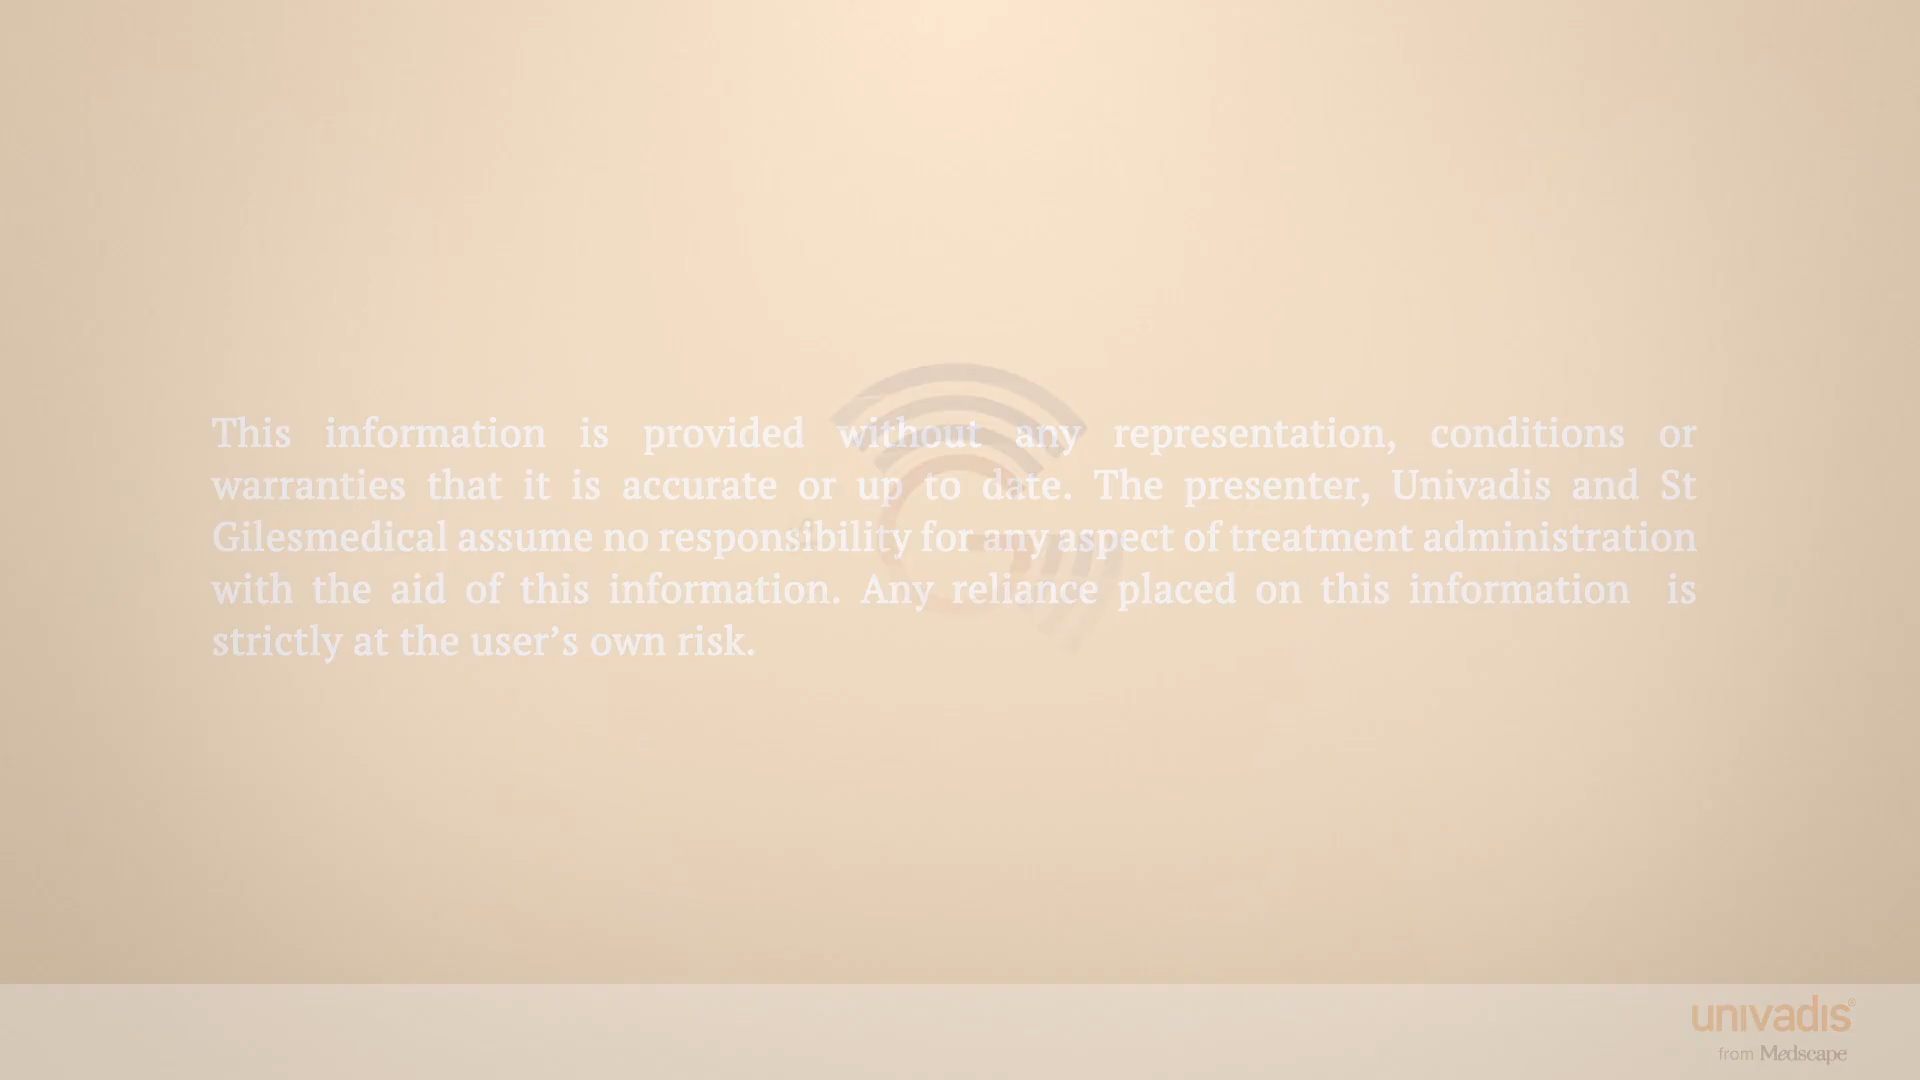 This information is provided without any representation, conditions or
warranties that it is accurate or up to date. The presenter, Univadis and St
Gilesmedical assume no responsibility for any aspect of treatment administration
with the aid of this information. Any reliance placed on this information is
strictly at the user’s own risk.
univadis®
from Medscape